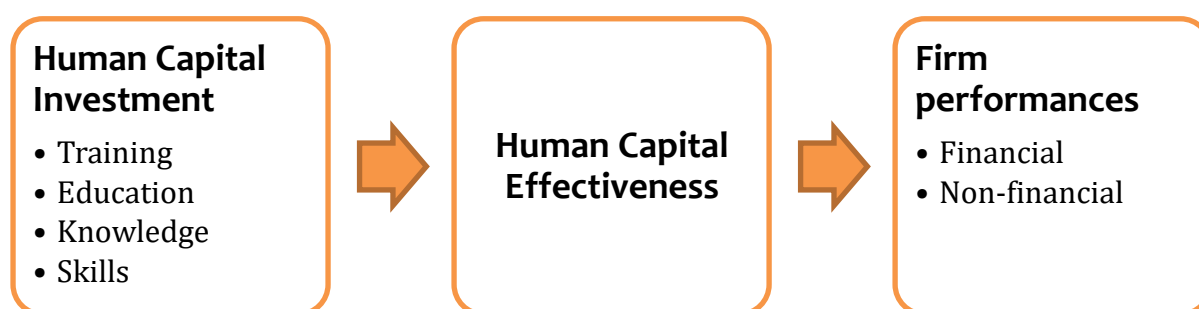 Human Capital
Investment
• Training
• Education
• Knowledge
• Skills
Human Capital
Effectiveness
Firm
performances
• Financial
• Non-financial